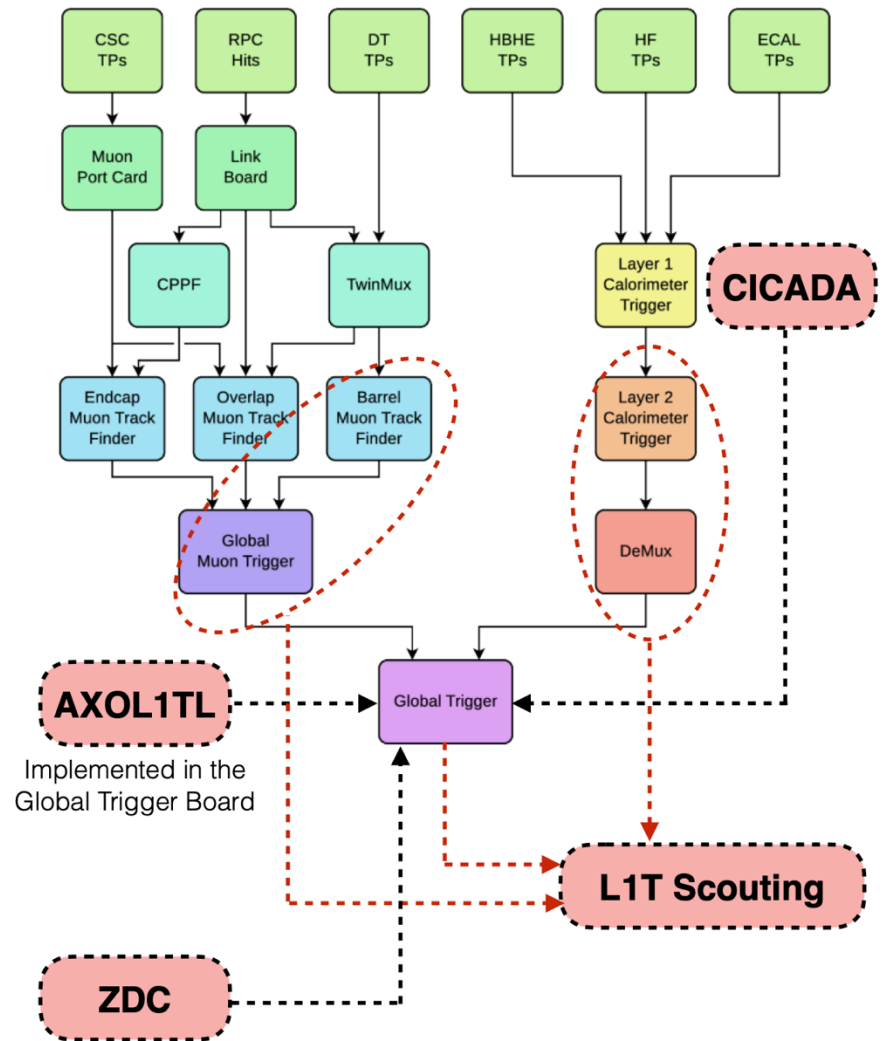 CSC
TPs
RPC
Hits
DT
TPs
HBHE
TPs
HF
TPs
ECAL
TPs
Muon
Port Card
Link
Board
CPPF
TwinMux
Layer 1
Calorimeter
Trigger
CICADA
Endcap
Muon Track
Finder
Overlap
Muon Track
Finder
Barrel
Muon Track
Finder
Layer 2
Calorimeter
Trigger
Global
Muon Trigger
DeMux
AXOL1TL
Global Trigger
Implemented in the
Global Trigger Board
L1T Scouting
ZDC